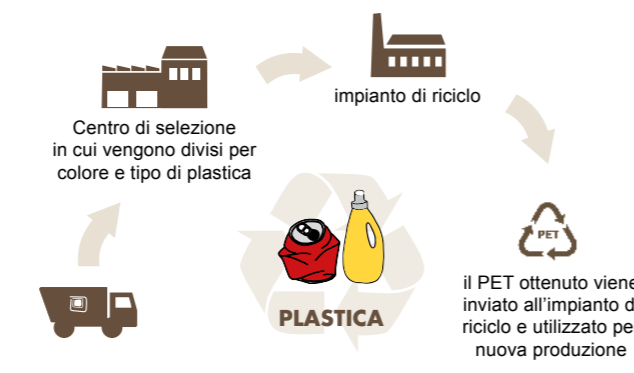 impianto di riciclo
Centro di selezione
in cui vengono divisi per
colore e tipo di plastica
PET
il PET ottenuto viene
inviato all’impianto d
riciclo e utilizzato pe
nuova produzione
PLASTICA